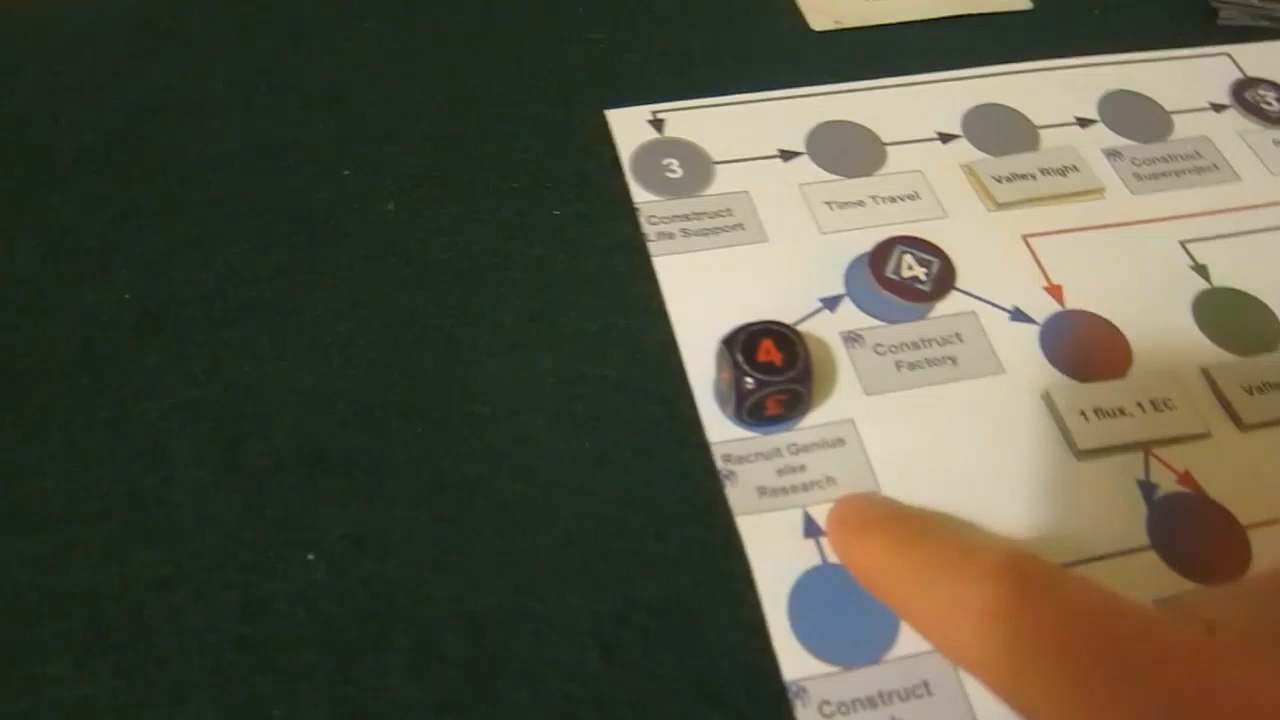 3
3
Construct
Life Support
Time Travel
Valley Right
Construct
Superproject
4
Construct
Factory
4
Recruit Genius
else
Research
1 flux, 1 EC
Construct